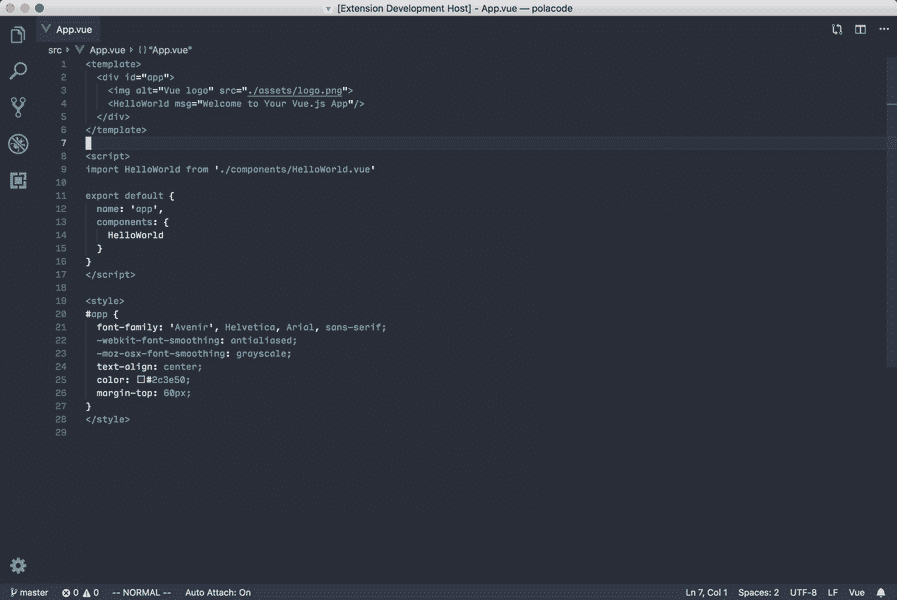 [Extension Development Host] - App.vue — polacode
App.vue
src › App.vue › {} "App.vue"
1 <template>
2   <div id="app">
3     <img alt="Vue logo" src="./assets/logo.png">
4     <HelloWorld msg="Welcome to Your Vue.js App"/>
5   </div>
6 </template>
7
8 <script>
9 import HelloWorld from './components/HelloWorld.vue'
10
11 export default {
12   name: 'app',
13   components: {
14     HelloWorld
15   }
16 }
17 </script>
18
19 <style>
20 #app {
21   font-family: 'Avenir', Helvetica, Arial, sans-serif;
22   -webkit-font-smoothing: antialiased;
23   -moz-osx-font-smoothing: grayscale;
24   text-align: center;
25   color: #2c3e50;
26   margin-top: 60px;
27 }
28 </style>
29
master 0 0 -- NORMAL -- Auto Attach: On Ln 7, Col 1 Spaces: 2 UTF-8 LF Vue